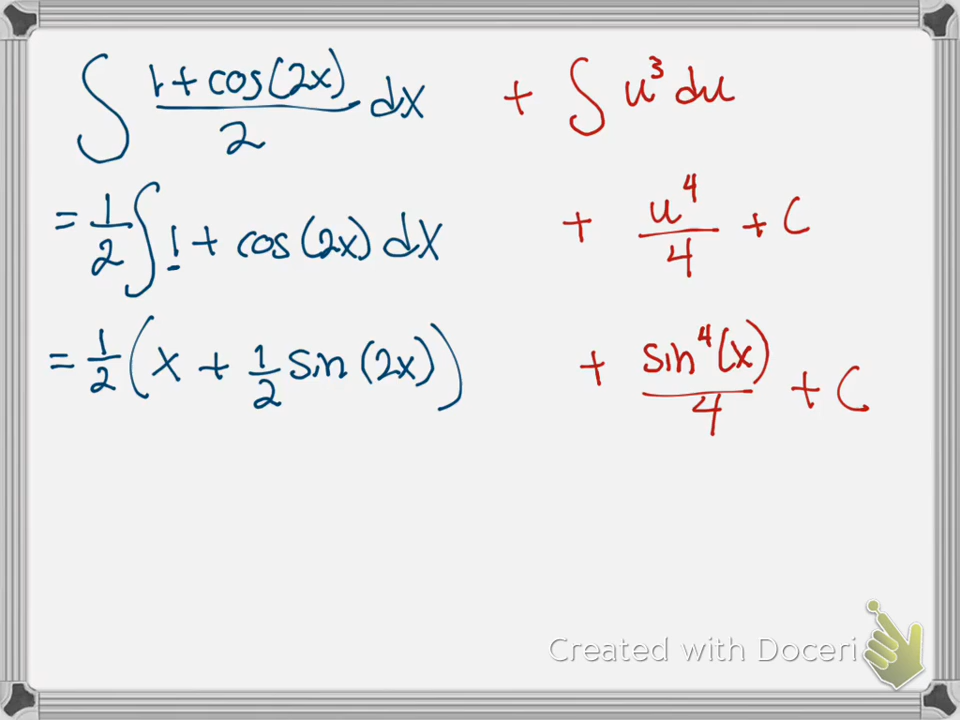 ∫ (1 + cos(2x))/2 dx + ∫ u³ du
= 1/2 ∫ 1 + cos(2x) dx + u⁴/4 + C
= 1/2 (x + 1/2 sin(2x)) + sin⁴(x)/4 + C
Created with Doceri